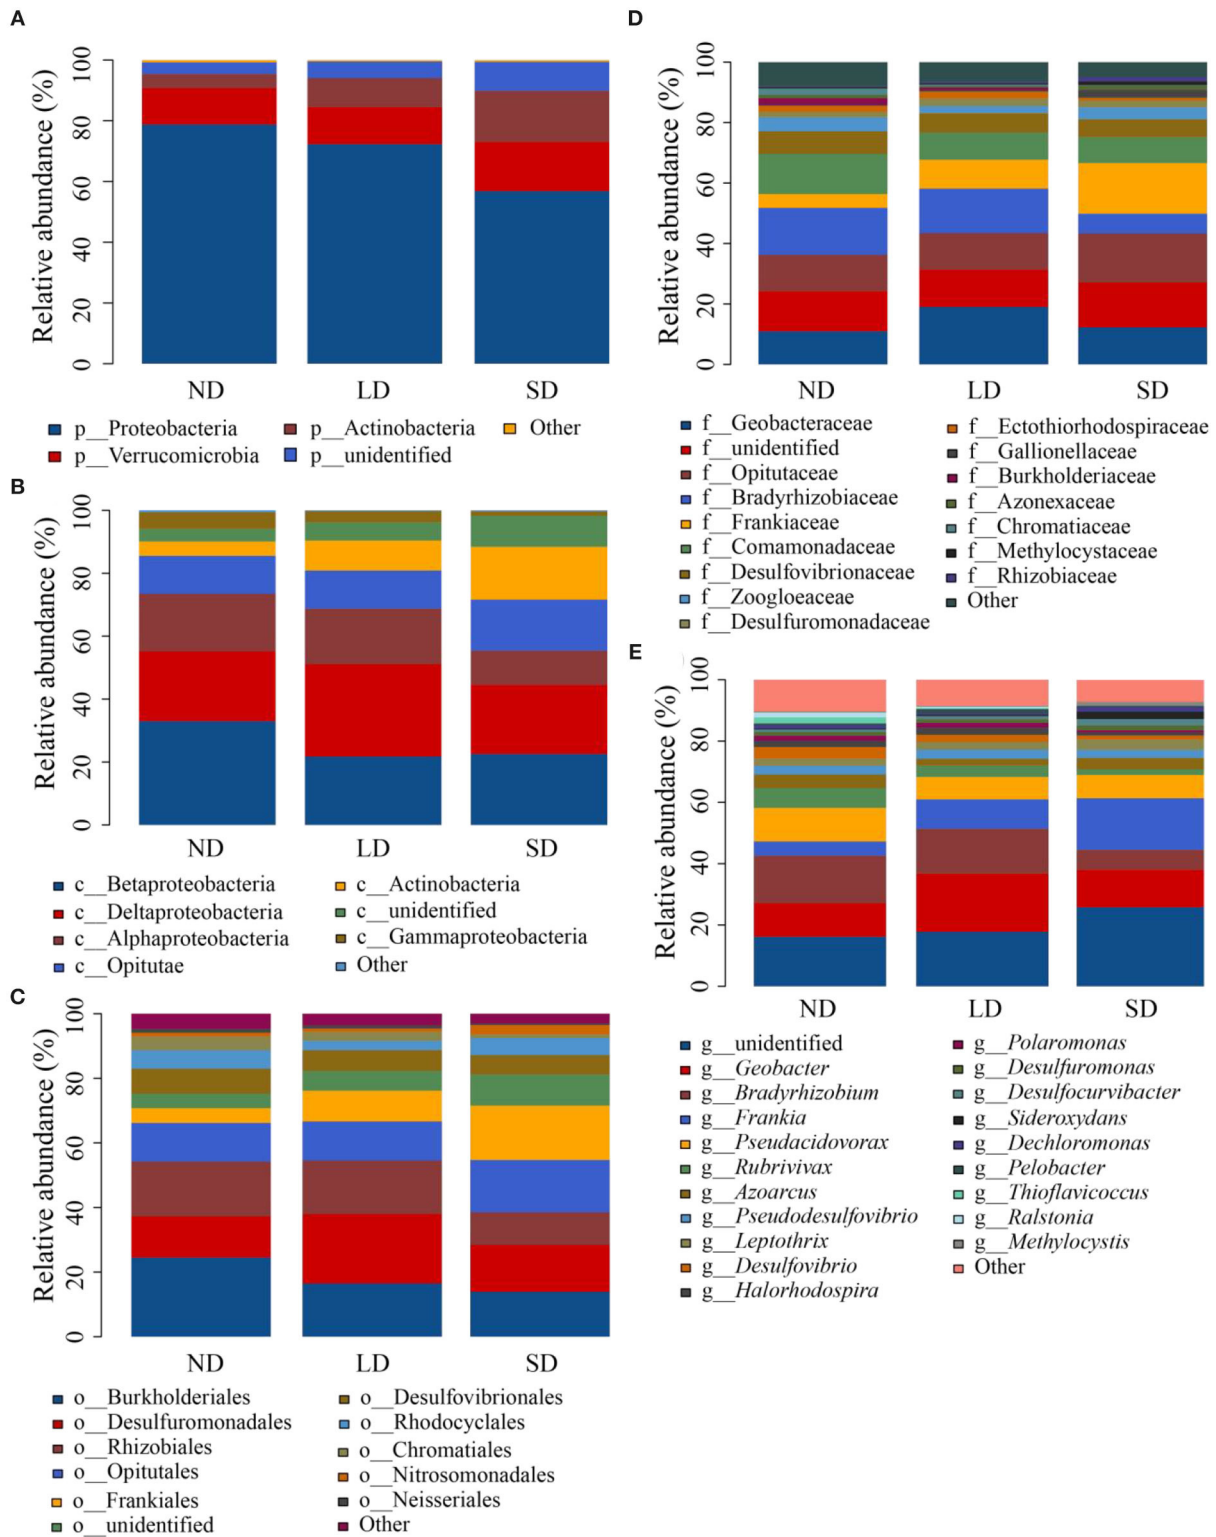 A
Relative abundance (%)
0 20 40 60 80 100
ND LD SD
p__Proteobacteria p__Actinobacteria Other
p__Verrucomicrobia p__unidentified
B
Relative abundance (%)
0 20 40 60 80 100
ND LD SD
c__Betaproteobacteria c__Actinobacteria
c__Deltaproteobacteria c__unidentified
c__Alphaproteobacteria c__Gammaproteobacteria
c__Opitutae Other
C
Relative abundance (%)
0 20 40 60 80 100
ND LD SD
o__Burkholderiales o__Desulfovibrionales
o__Desulfuromonadales o__Rhodocyclales
o__Rhizobiales o__Chromatiales
o__Opitutales o__Nitrosomonadales
o__Frankiales o__Neisseriales
o__unidentified Other
D
Relative abundance (%)
0 20 40 60 80 100
ND LD SD
f__Geobacteraceae f__Ectothiorhodospiraceae
f__unidentified f__Gallionellaceae
f__Opitutaceae f__Burkholderiaceae
f__Bradyrhizobiaceae f__Azonexaceae
f__Frankiaceae f__Chromatiaceae
f__Comamonadaceae f__Methylocystaceae
f__Desulfovibrionaceae f__Rhizobiaceae
f__Zoogloeaceae Other
f__Desulfuromonadaceae
E
Relative abundance (%)
0 20 40 60 80 100
ND LD SD
g__unidentified g__Polaromonas
g__Geobacter g__Desulfuromonas
g__Bradyrhizobium g__Desulfocurvibacter
g__Frankia g__Sideroxydans
g__Pseudacidovorax g__Dechloromonas
g__Rubrivivax g__Pelobacter
g__Azoarcus g__Thioflavicoccus
g__Pseudodesulfovibrio g__Ralstonia
g__Leptothrix g__Methylocystis
g__Desulfovibrio Other
g__Halorhodospira